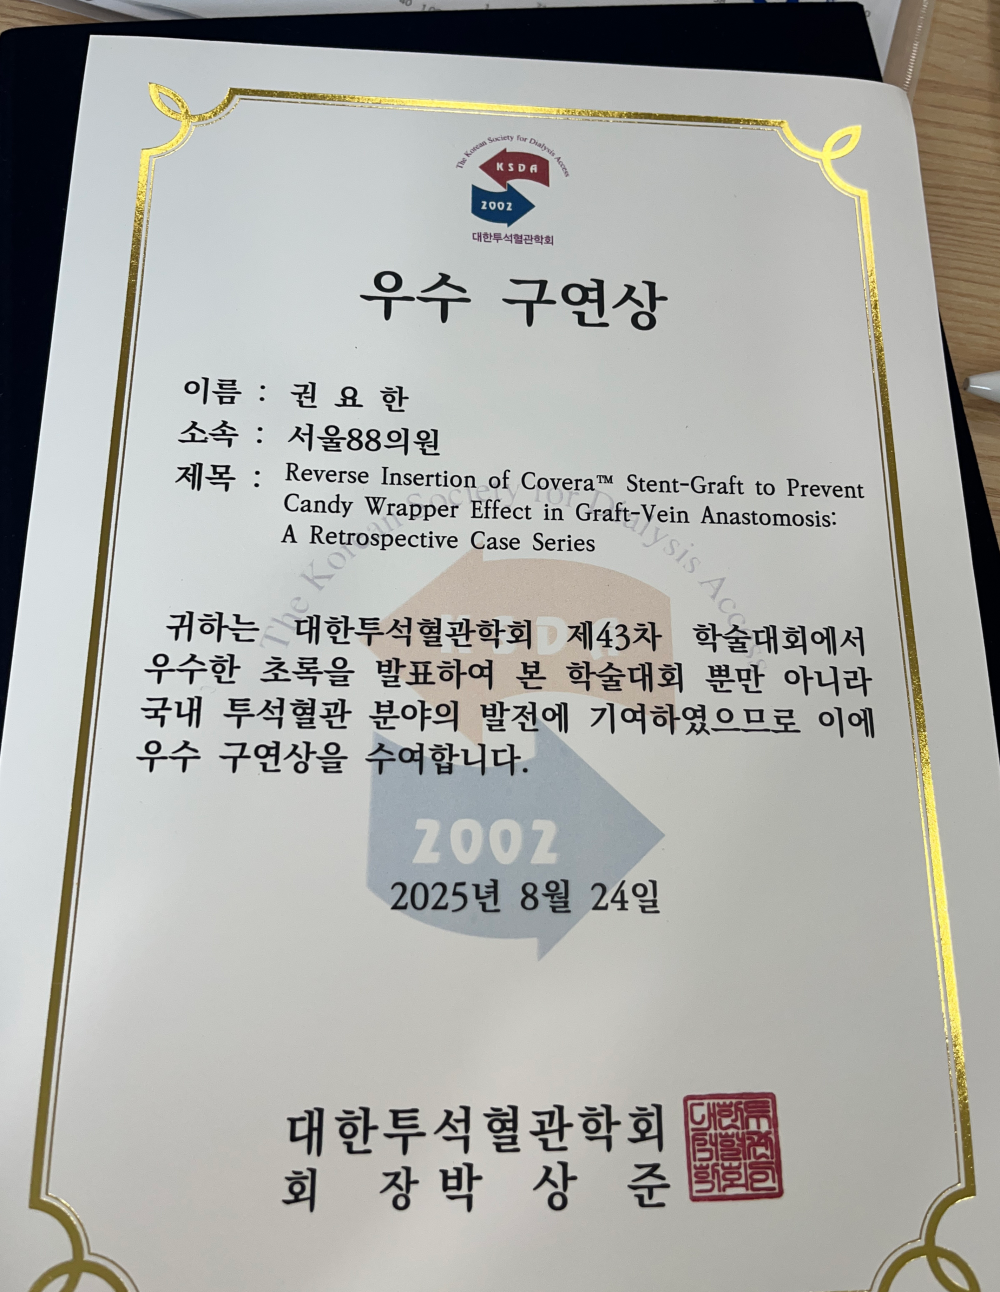 The Korean Society for Dialysis Access
KSDA
2002
대한투석혈관학회
우수 구연상
이름 : 권 요 한
소속 : 서울88의원
제목 : Reverse Insertion of Covera™ Stent-Graft to Prevent
Candy Wrapper Effect in Graft-Vein Anastomosis:
A Retrospective Case Series
The Korean Society for Dialysis Access
KSDA
귀하는 대한투석혈관학회 제43차 학술대회에서
우수한 초록을 발표하여 본 학술대회 뿐만 아니라
국내 투석혈관 분야의 발전에 기여하였으므로 이에
우수 구연상을 수여합니다.
2002
2025년 8월 24일
대한투석혈관학회
회 장 박 상 준